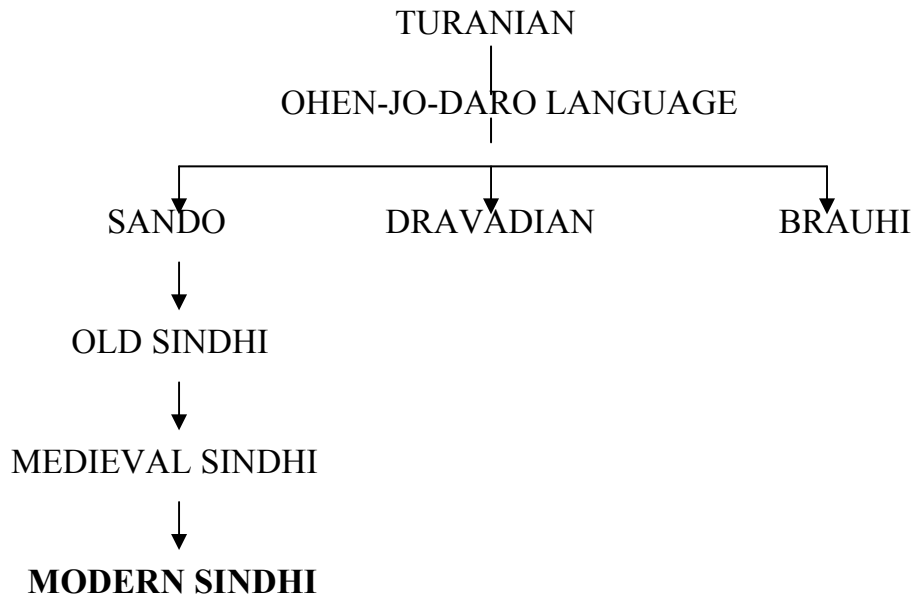 TURANIAN
OHEN-JO-DARO LANGUAGE
SANDO DRAVADIAN BRAUHI
OLD SINDHI
MEDIEVAL SINDHI
MODERN SINDHI